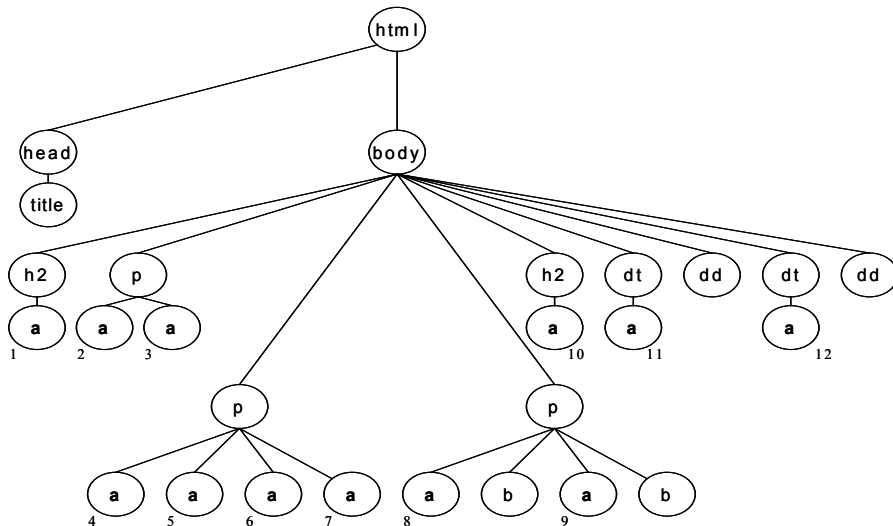 html
head body
title
h2 p h2 dt dd dt dd
a a a a a a
1 2 3 10 11 12
p p
a a a a a b a b
4 5 6 7 8 9